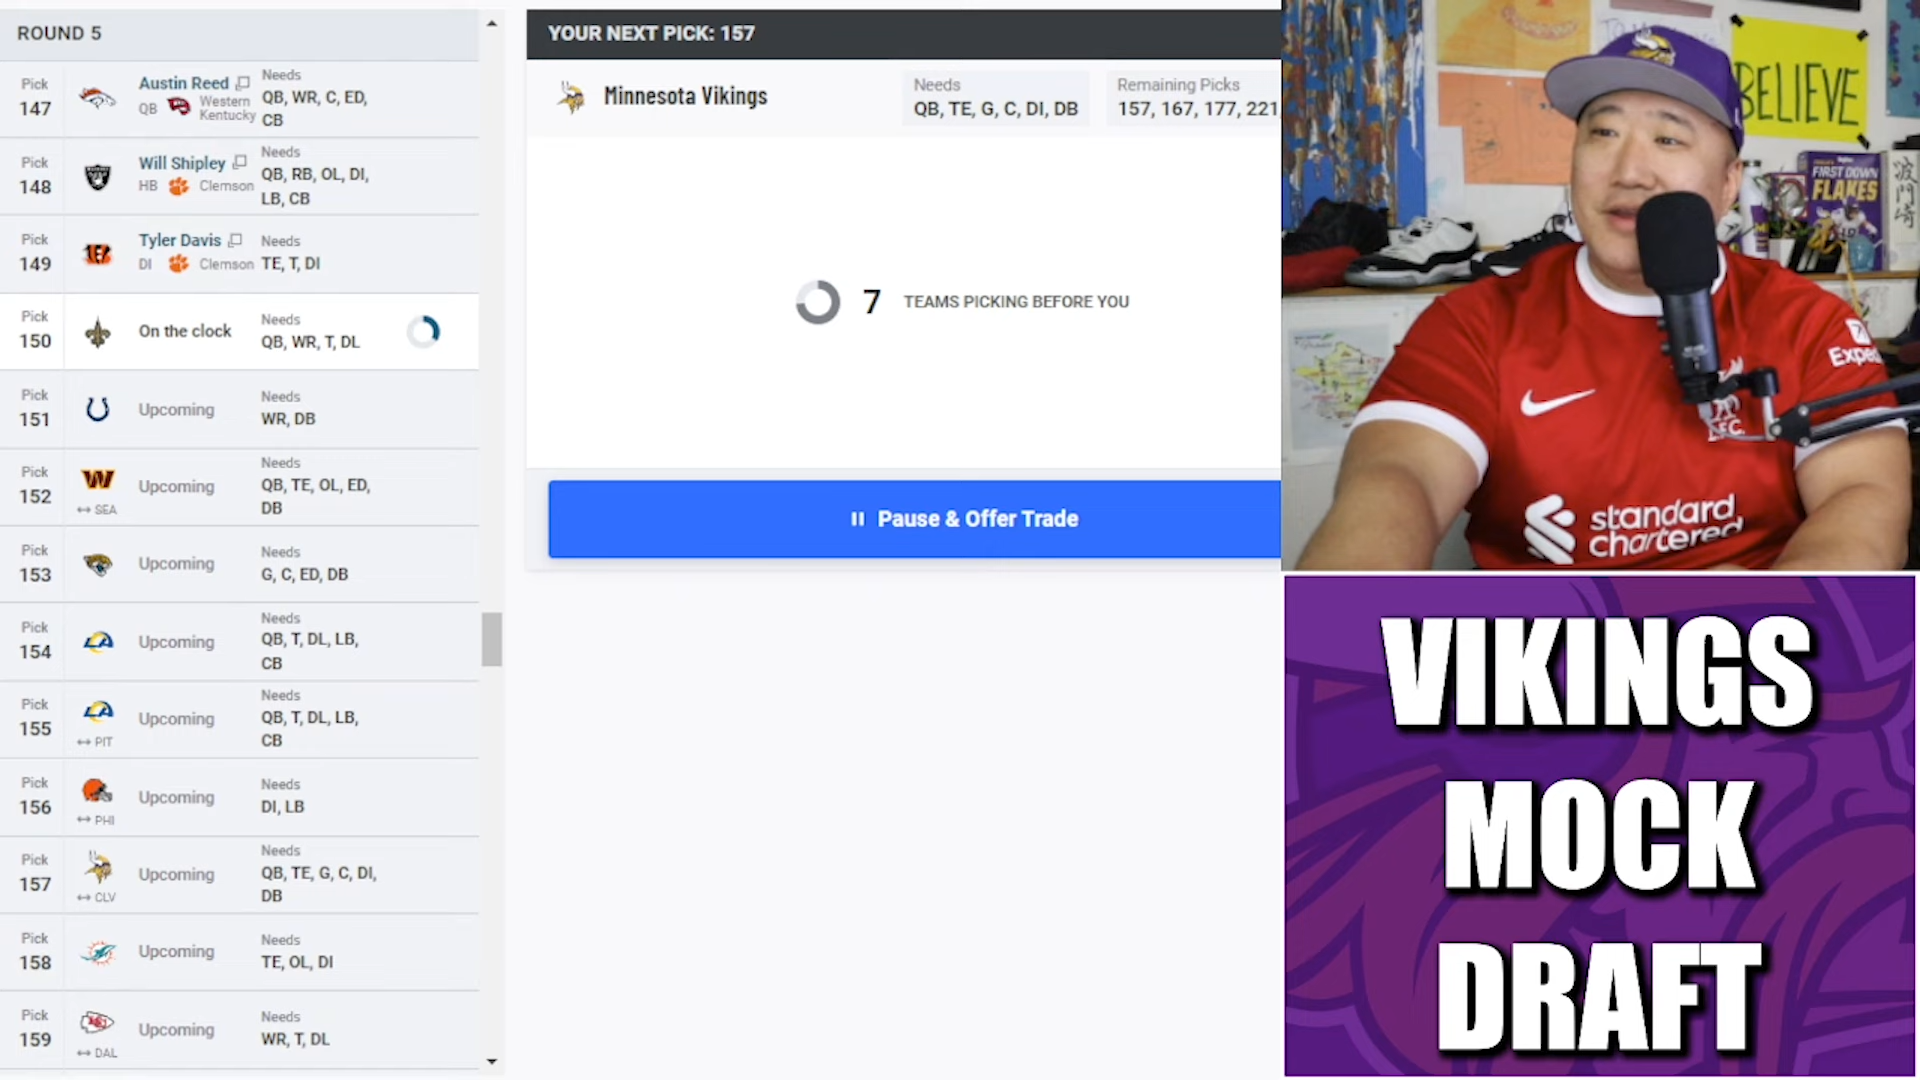 ROUND 5
Pick
147
Austin Reed
QB
Western
Kentucky
Needs
QB, WR, C, ED,
CB
Pick
148
Will Shipley
HB
Clemson
Needs
QB, RB, OL, DI,
LB, CB
Pick
149
Tyler Davis
DI
Clemson
Needs
TE, T, DI
Pick
150
On the clock
Needs
QB, WR, T, DL
Pick
151
Upcoming
Needs
WR, DB
Pick
152
↔ SEA
Upcoming
Needs
QB, TE, OL, ED,
DB
Pick
153
Upcoming
Needs
G, C, ED, DB
Pick
154
Upcoming
Needs
QB, T, DL, LB,
CB
Pick
155
↔ PIT
Upcoming
Needs
QB, T, DL, LB,
CB
Pick
156
↔ PHI
Upcoming
Needs
DI, LB
Pick
157
↔ CLV
Upcoming
Needs
QB, TE, G, C, DI,
DB
Pick
158
Upcoming
Needs
TE, OL, DI
Pick
159
↔ DAL
Upcoming
Needs
WR, T, DL
YOUR NEXT PICK: 157
Minnesota Vikings
Needs
QB, TE, G, C, DI, DB
Remaining Picks
157, 167, 177, 221,
7 TEAMS PICKING BEFORE YOU
Pause & Offer Trade
BELIEVE
FIRST DOWN
FLAKES
波
門
崎
Expe
L.F.C.
standard
chartered
VIKINGS
MOCK
DRAFT